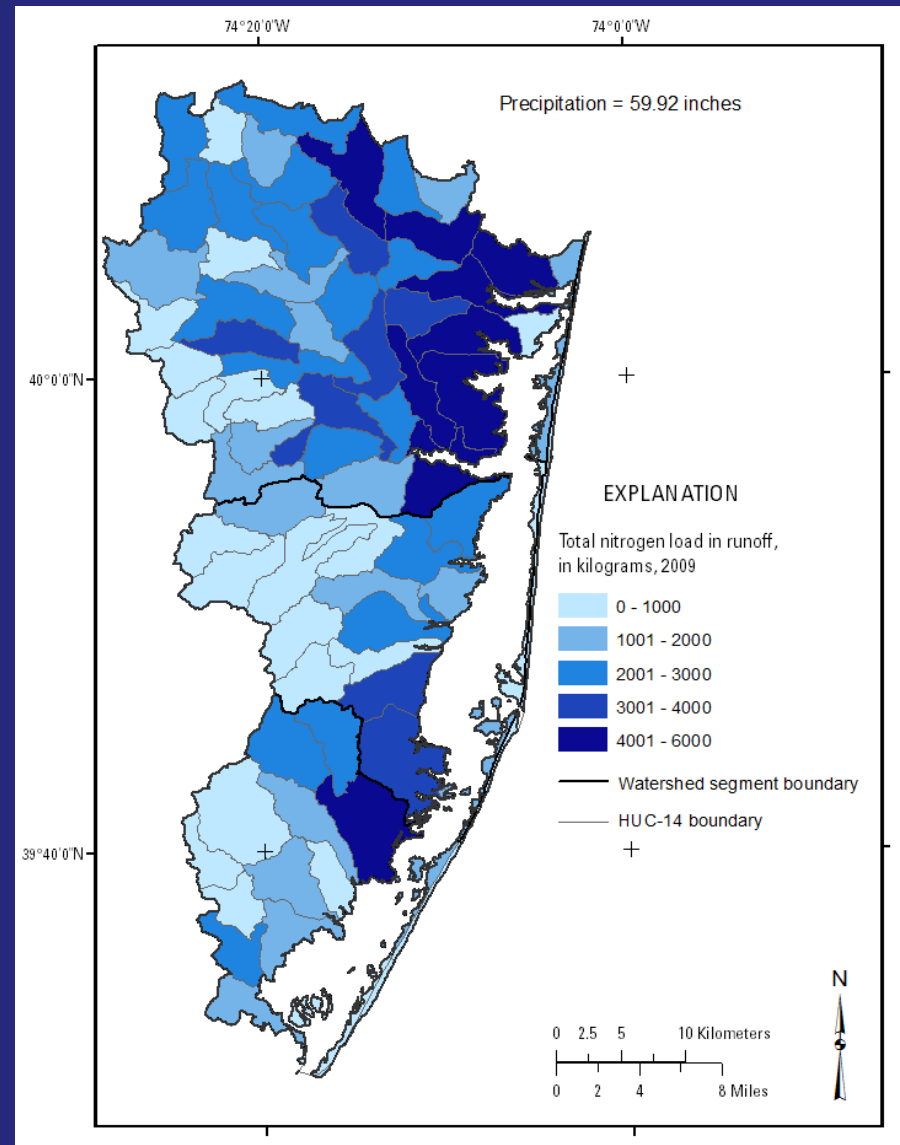 74°20'0"W
74°0'0"W
Precipitation = 59.92 inches
40°0'0"N
EXPLANATION
Total nitrogen load in runoff,
in kilograms, 2009
0 - 1000
1001 - 2000
2001 - 3000
3001 - 4000
4001 - 6000
Watershed segment boundary
HUC-14 boundary
39°40'0"N
N
0 2.5 5 10 Kilometers
0 2 4 8 Miles